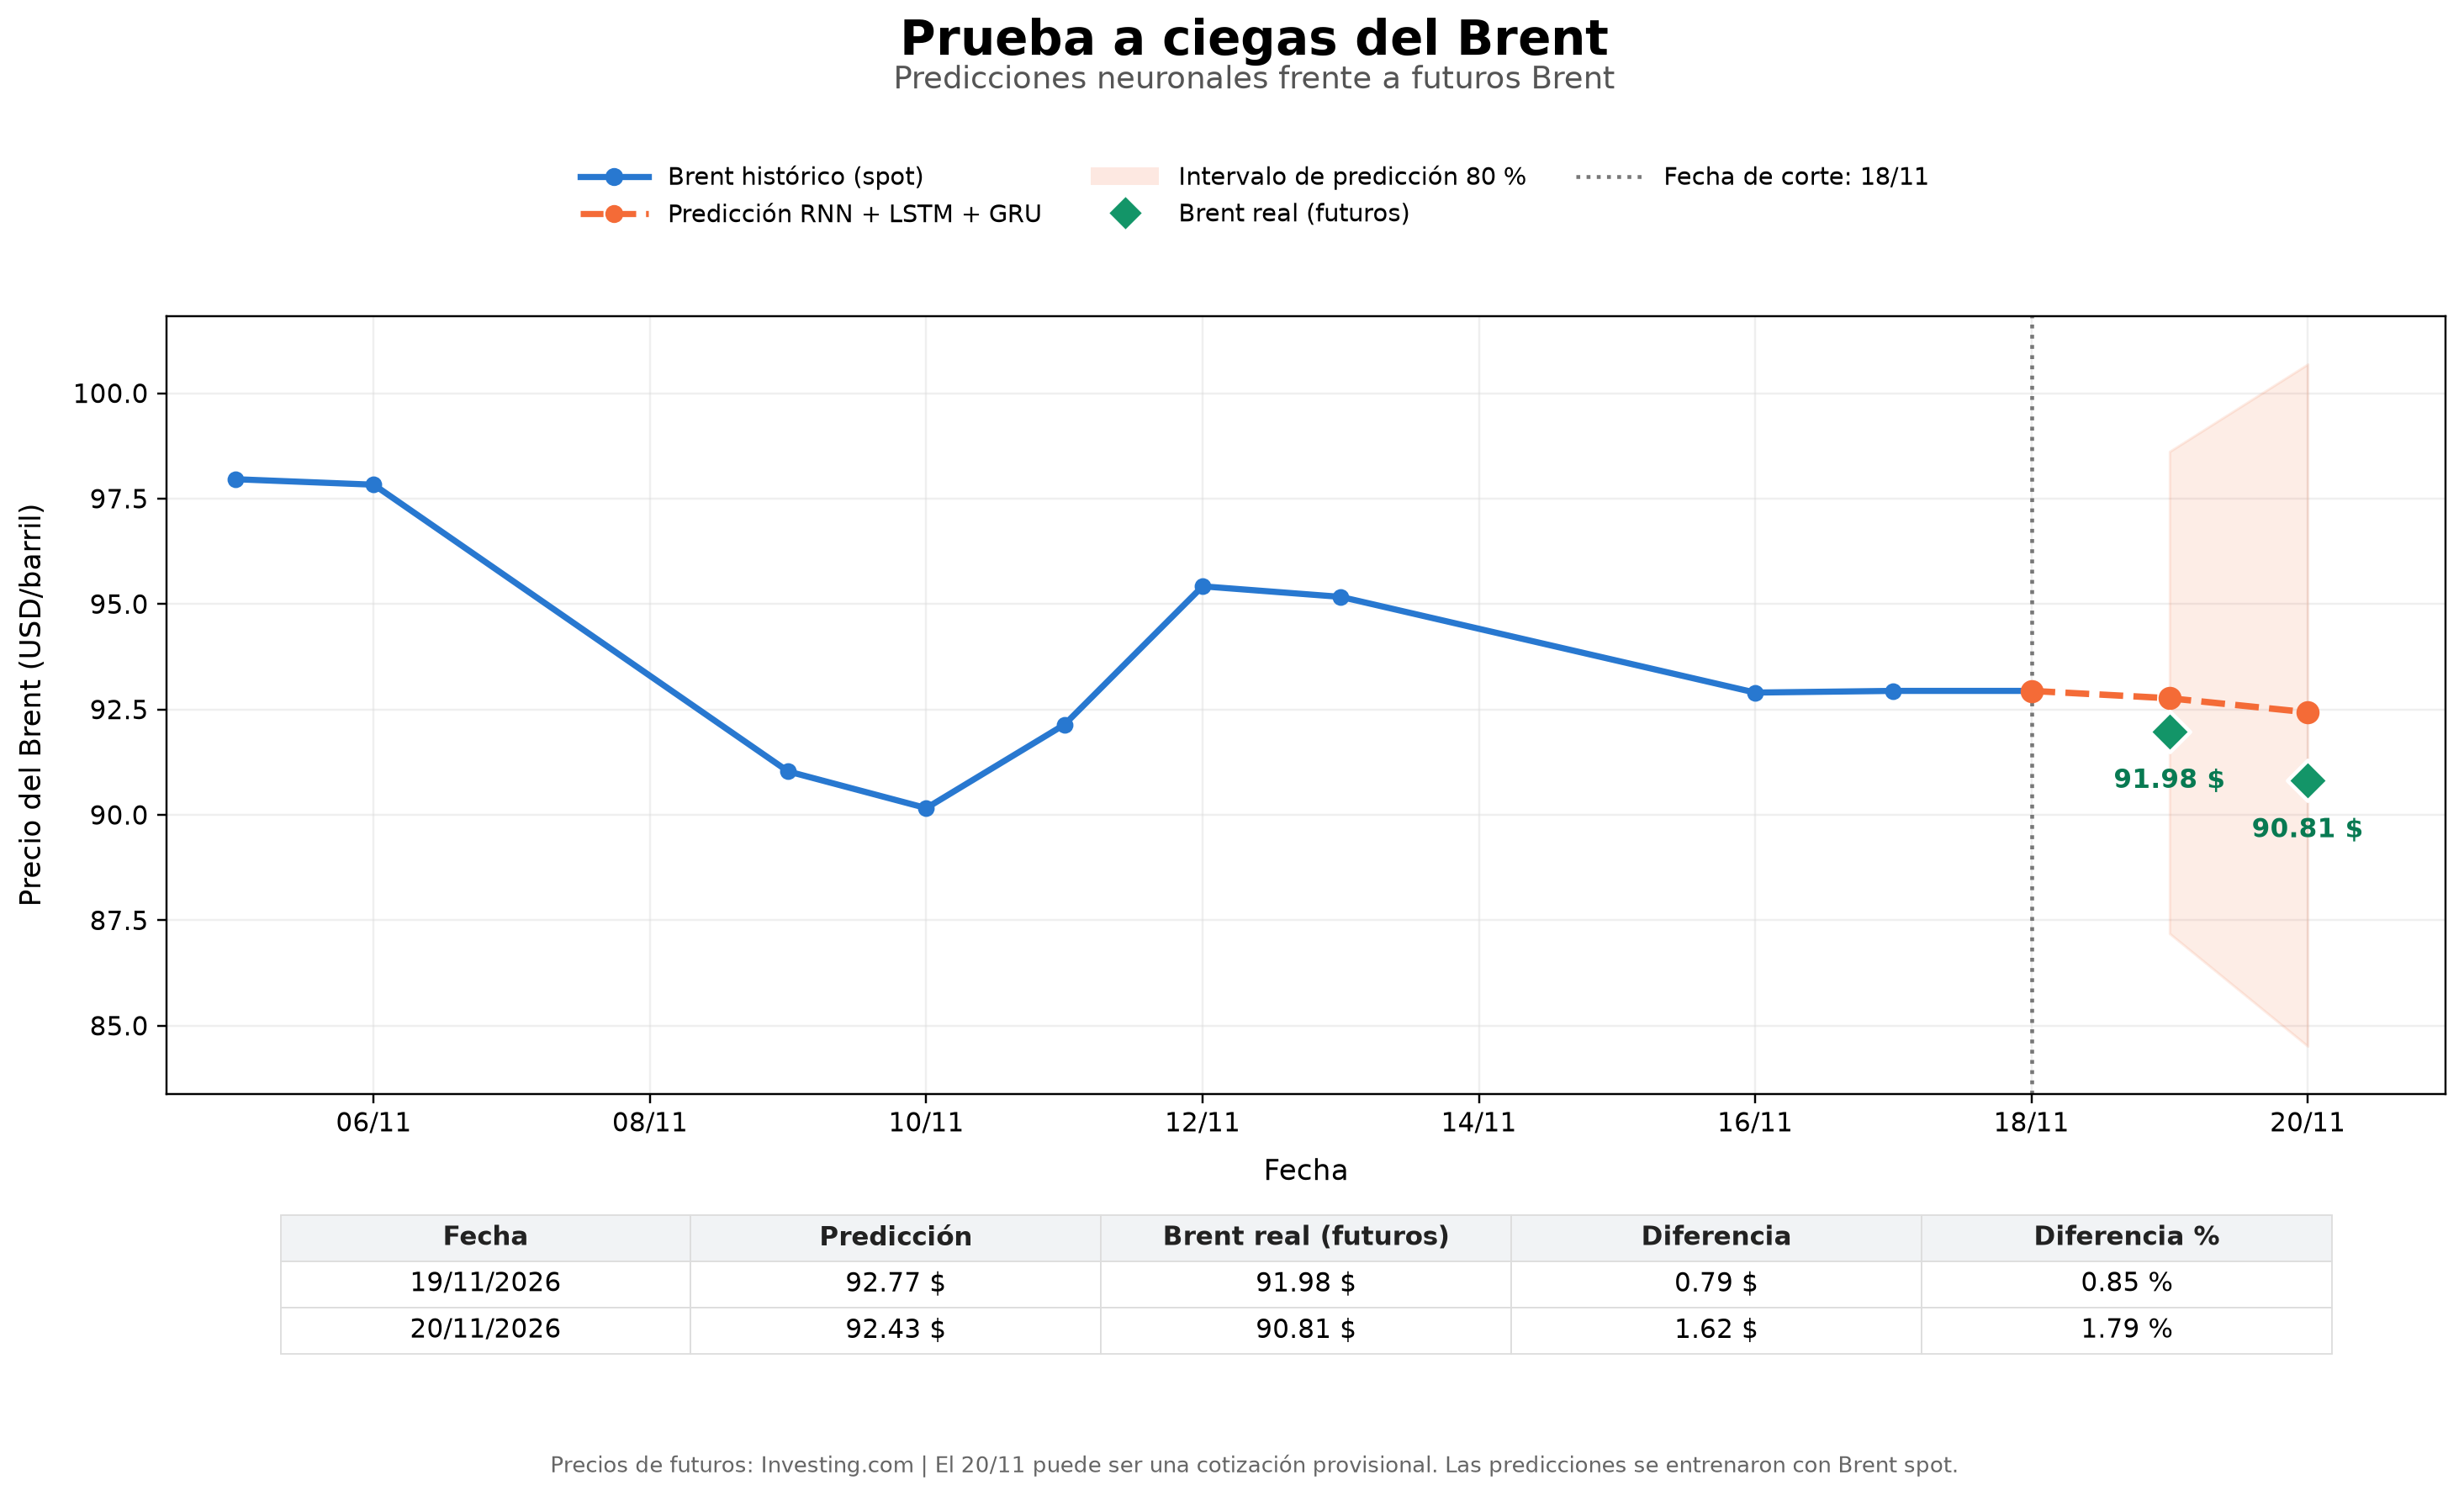 Prueba a ciegas del Brent
Predicciones neuronales frente a futuros Brent
Brent histórico (spot)
Predicción RNN + LSTM + GRU
Intervalo de predicción 80 %
Brent real (futuros)
Fecha de corte: 18/11
Precio del Brent (USD/barril)
100.0
97.5
95.0
92.5
90.0
87.5
85.0
91.98 $
90.81 $
06/11 08/11 10/11 12/11 14/11 16/11 18/11 20/11
Fecha
Fecha Predicción Brent real (futuros) Diferencia Diferencia %
19/11/2026 92.77 $ 91.98 $ 0.79 $ 0.85 %
20/11/2026 92.43 $ 90.81 $ 1.62 $ 1.79 %
Precios de futuros: Investing.com | El 20/11 puede ser una cotización provisional. Las predicciones se entrenaron con Brent spot.